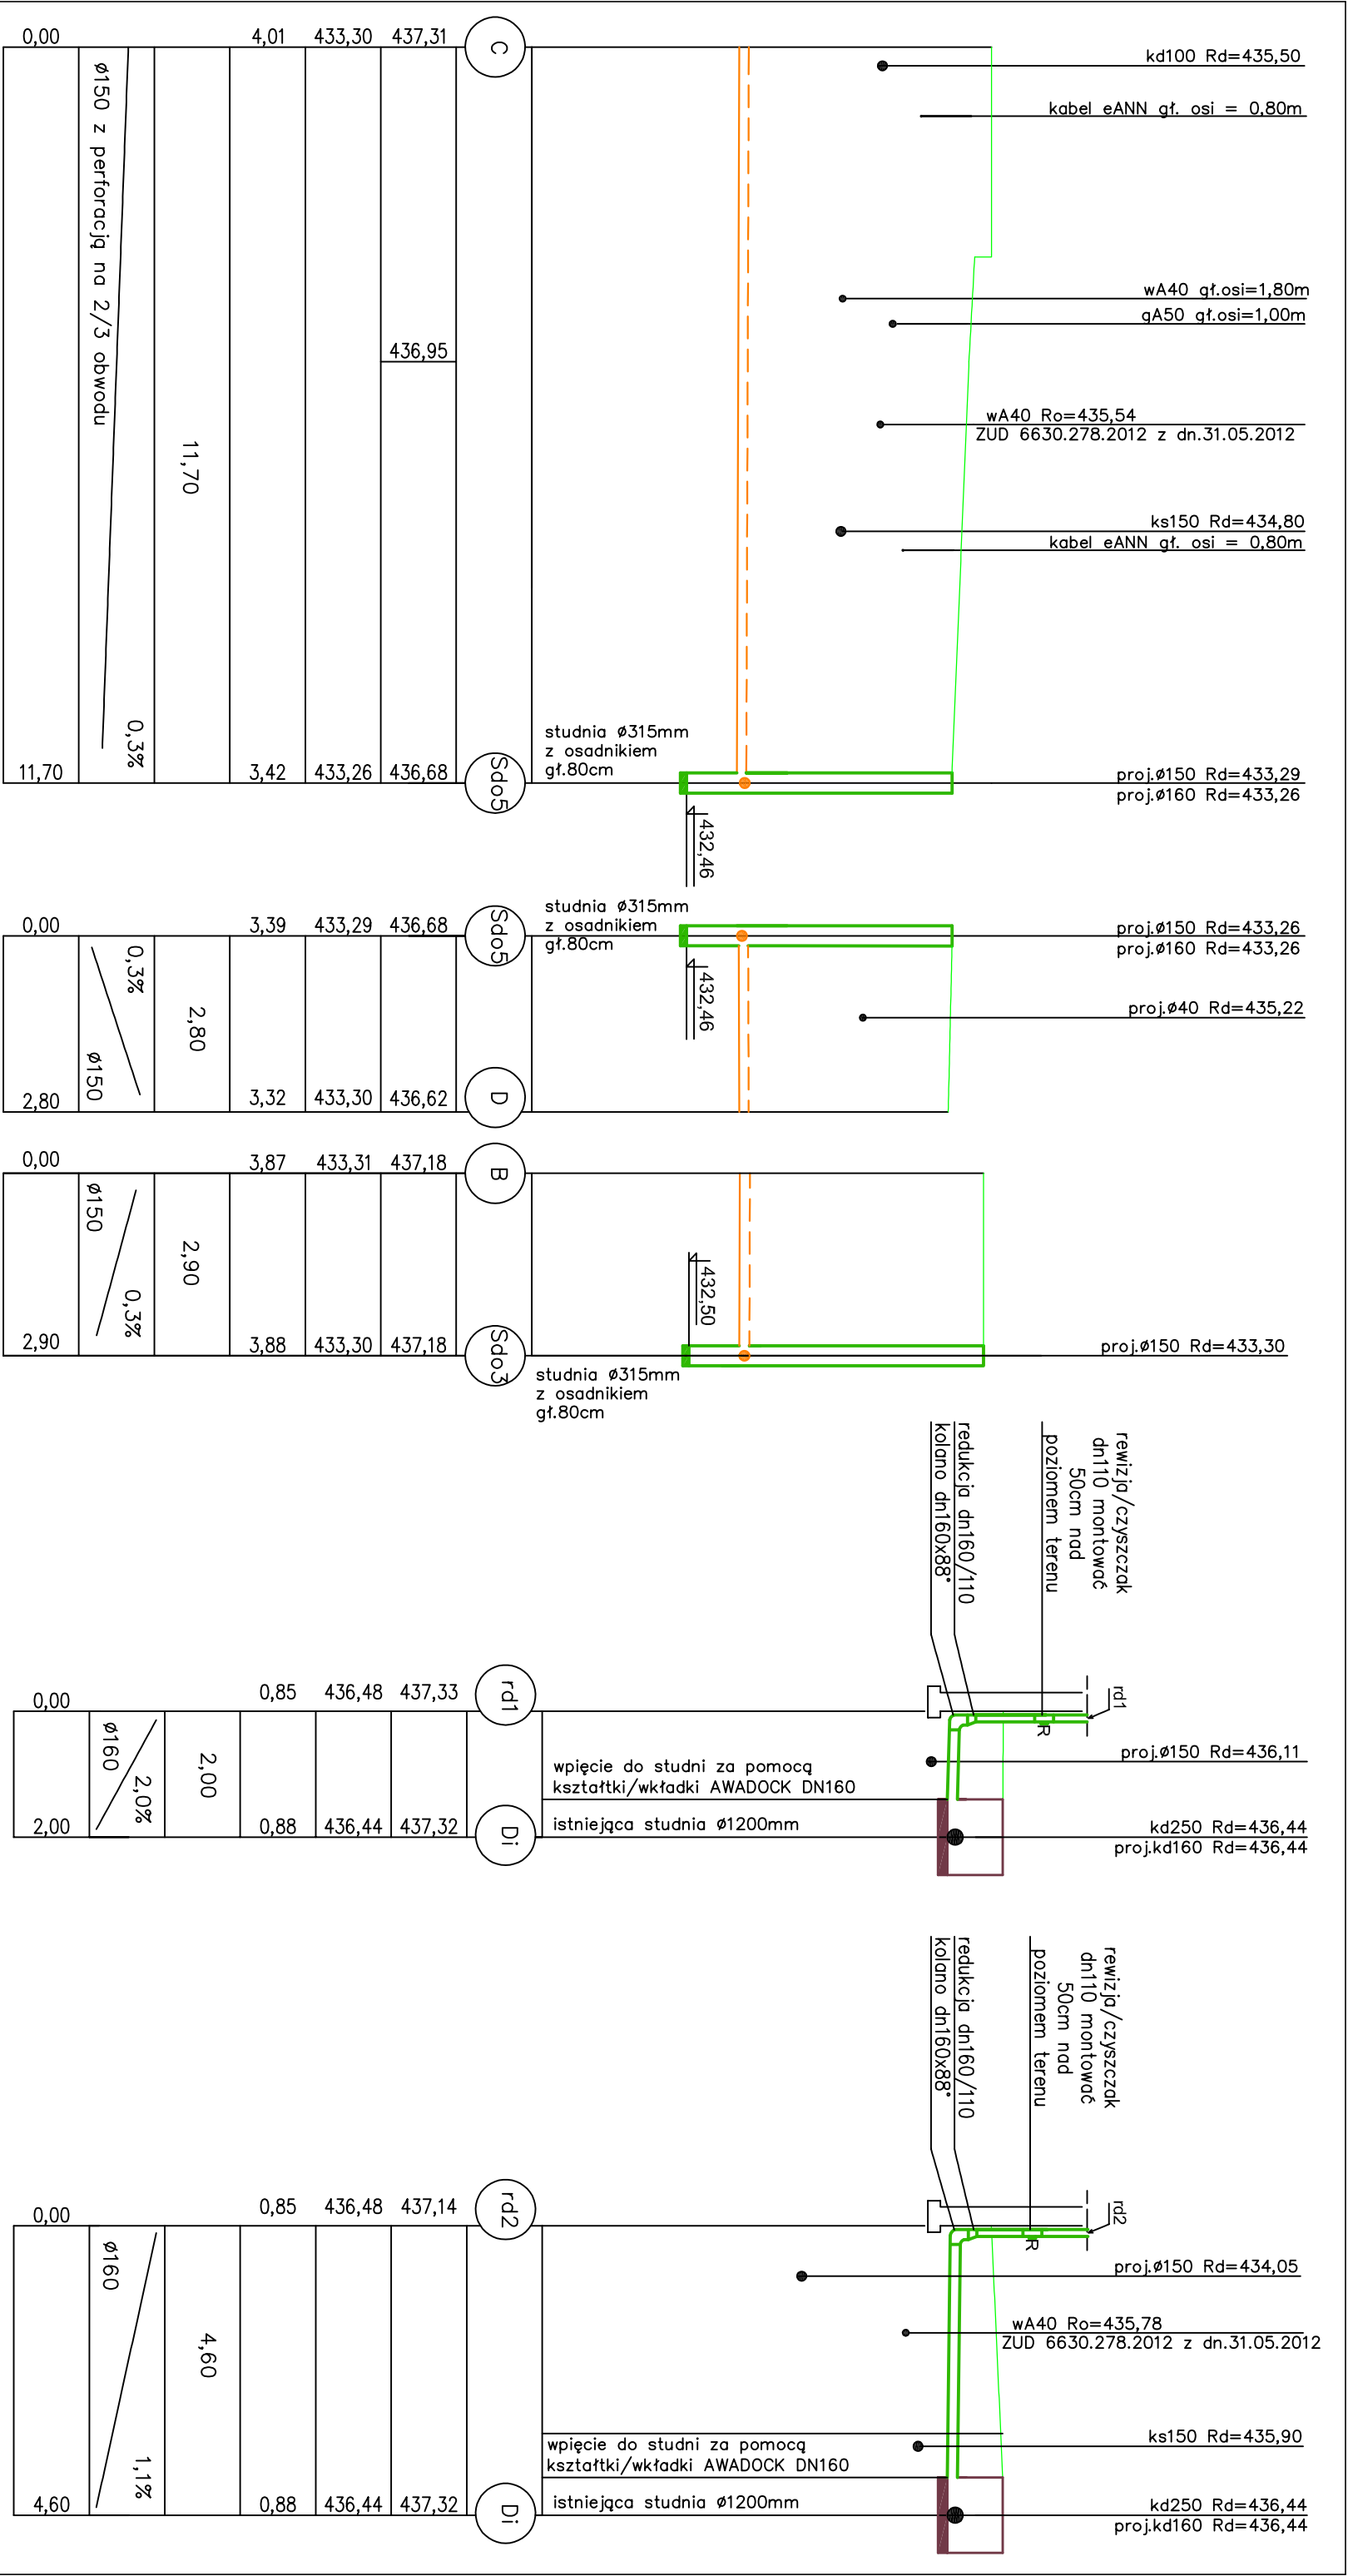 kd100 Rd=435,50
kabel eANN gł. osi = 0,80m
wA40 gł.osi=1,80m
gA50 gł.osi=1,00m
wA40 Ro=435,54
ZUD 6630.278.2012 z dn.31.05.2012
ks150 Rd=434,80
kabel eANN gł. osi = 0,80m
proj.ø150 Rd=433,29
proj.ø160 Rd=433,26
0,00
4,01
433,30
437,31
C
ø150 z perforacją na 2/3 obwodu
436,95
11,70
0,3%
studnia ø315mm
z osadnikiem
gł.80cm
11,70
3,42
433,26
436,68
Sdo5
432,46
studnia ø315mm
z osadnikiem
gł.80cm
0,00
3,39
433,29
436,68
Sdo5
proj.ø150 Rd=433,26
proj.ø160 Rd=433,26
432,46
0,3%
2,80
ø150
proj.ø40 Rd=435,22
2,80
3,32
433,30
436,62
D
0,00
3,87
433,31
437,18
B
ø150
2,90
0,3%
432,50
2,90
3,88
433,30
437,18
Sdo3
proj.ø150 Rd=433,30
studnia ø315mm
z osadnikiem
gł.80cm
rewizja/czyszczak
dn110 montować
50cm nad
poziomem terenu
redukcja dn160/110
kolano dn160x88°
rd1
R
0,00
0,85
436,48
437,33
rd1
proj.ø150 Rd=436,11
ø160
2,0%
2,00
wpięcie do studni za pomocą
kształtki/wkładki AWADOCK DN160
istniejąca studnia ø1200mm
2,00
0,88
436,44
437,32
Di
kd250 Rd=436,44
proj.kd160 Rd=436,44
rewizja/czyszczak
dn110 montować
50cm nad
poziomem terenu
redukcja dn160/110
kolano dn160x88°
rd2
R
0,00
0,85
436,48
437,14
rd2
proj.ø150 Rd=434,05
wA40 Ro=435,78
ZUD 6630.278.2012 z dn.31.05.2012
ks150 Rd=435,90
ø160
4,60
1,1%
wpięcie do studni za pomocą
kształtki/wkładki AWADOCK DN160
istniejąca studnia ø1200mm
4,60
0,88
436,44
437,32
Di
kd250 Rd=436,44
proj.kd160 Rd=436,44